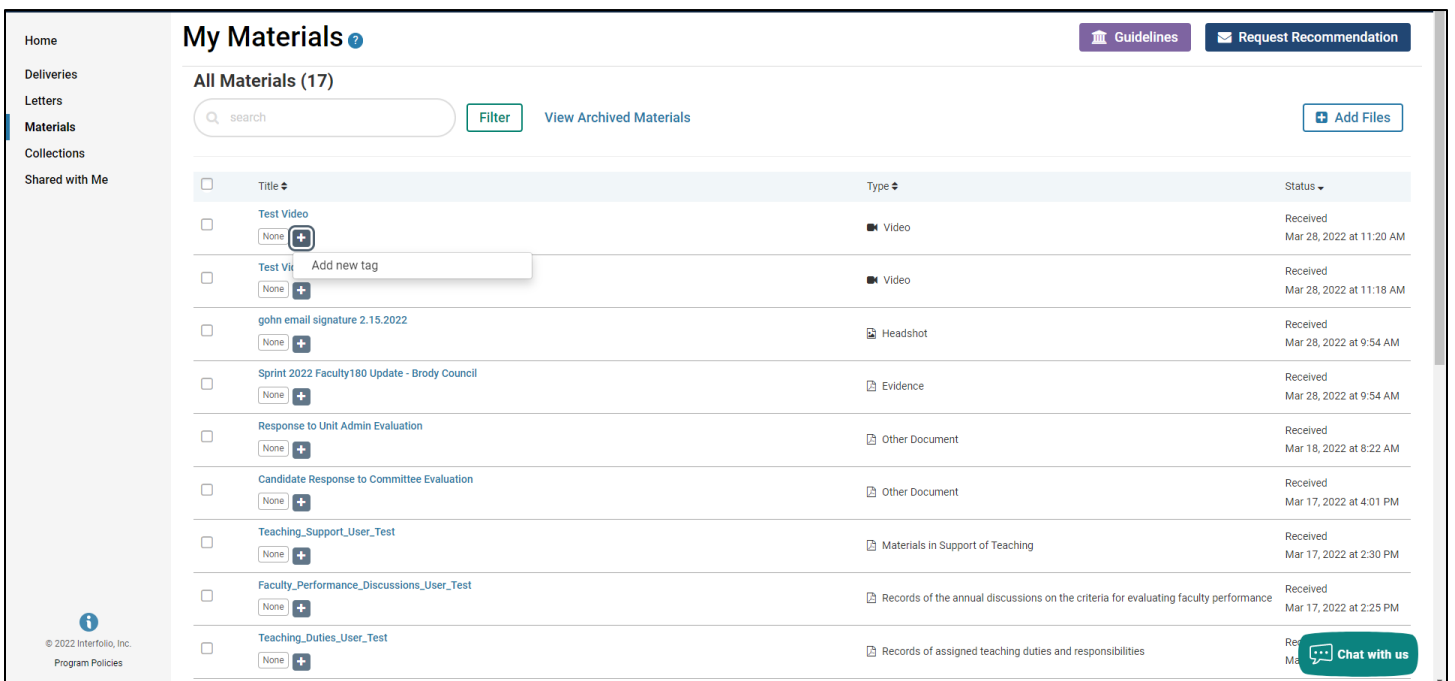 Home
Deliveries
Letters
Materials
Collections
Shared with Me
© 2022 Interfolio, Inc.
Program Policies
My Materials ?
Guidelines
Request Recommendation
All Materials (17)
search
Filter
View Archived Materials
Add Files
Title
Type
Status
Test Video
None
Video
Received
Mar 28, 2022 at 11:20 AM
Add new tag
Test
None
Video
Received
Mar 28, 2022 at 11:18 AM
gohn email signature 2.15.2022
None
Headshot
Received
Mar 28, 2022 at 9:54 AM
Sprint 2022 Faculty180 Update - Brody Council
None
Evidence
Received
Mar 28, 2022 at 9:54 AM
Response to Unit Admin Evaluation
None
Other Document
Received
Mar 18, 2022 at 8:22 AM
Candidate Response to Committee Evaluation
None
Other Document
Received
Mar 17, 2022 at 4:01 PM
Teaching_Support_User_Test
None
Materials in Support of Teaching
Received
Mar 17, 2022 at 2:30 PM
Faculty_Performance_Discussions_User_Test
None
Records of the annual discussions on the criteria for evaluating faculty performance
Received
Mar 17, 2022 at 2:25 PM
Teaching_Duties_User_Test
None
Records of assigned teaching duties and responsibilities
Chat with us